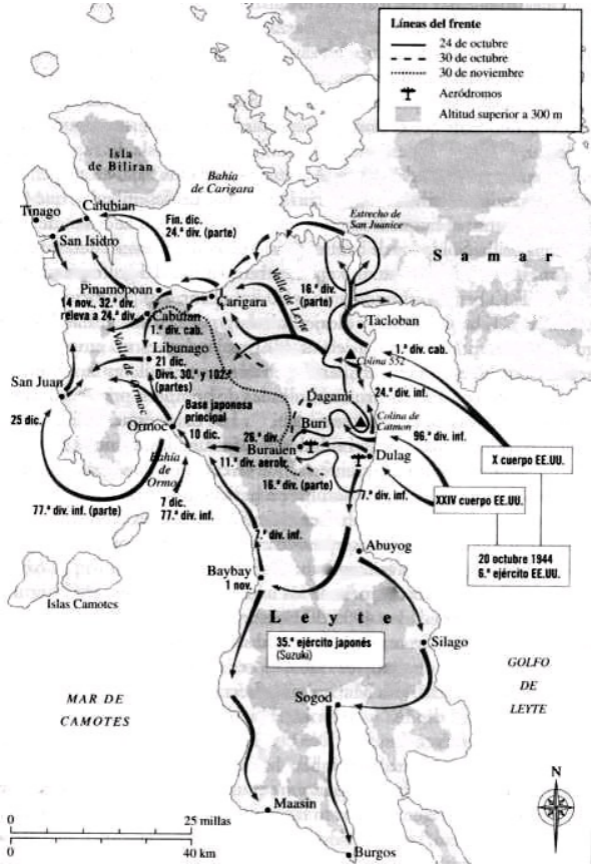 Líneas del frente
24 de octubre
30 de octubre
30 de noviembre
Aeródromos
Altitud superior a 300 m
Isla
de Biliran
Bahía
de Carigara
Tinago
Calubian
San Isidro
Fin. dic.
24.ª div. (parte)
Estrecho de
San Juanice
Samar
Pinamopoan
14 nov., 32.ª div.
releva a 24.ª div.
Carigara
Cabutan
1.ª div. cab.
Valle de Leyte
16.ª div.
(parte)
Tacloban
1.ª div. cab.
Colina 552
Libunago
21 dic.
Divs. 30.ª y 102.ª
(partes)
Valle de Ormoc
24.ª div. inf.
San Juan
25 dic.
Base japonesa
principal
Ormoc
10 dic.
Dagami
Buri
Colina de
Catmon
96.ª div. inf.
X cuerpo EE.UU.
26.ª div.
Burauen
11.ª div. aerotr.
Dulag
16.ª div. (parte)
7.ª div. inf.
XXIV cuerpo EE.UU.
Bahía
de
Ormoc
77.ª div. inf. (parte)
7 dic.
77.ª div. inf.
7.ª div. inf.
Abuyog
20 octubre 1944
6.º ejército EE.UU.
Baybay
1 nov.
Islas Camotes
Leyte
35.º ejército japonés
(Suzuki)
Silago
GOLFO
DE
LEYTE
MAR DE
CAMOTES
Sogod
N
Maasin
Burgos
0
25 millas
0
40 km